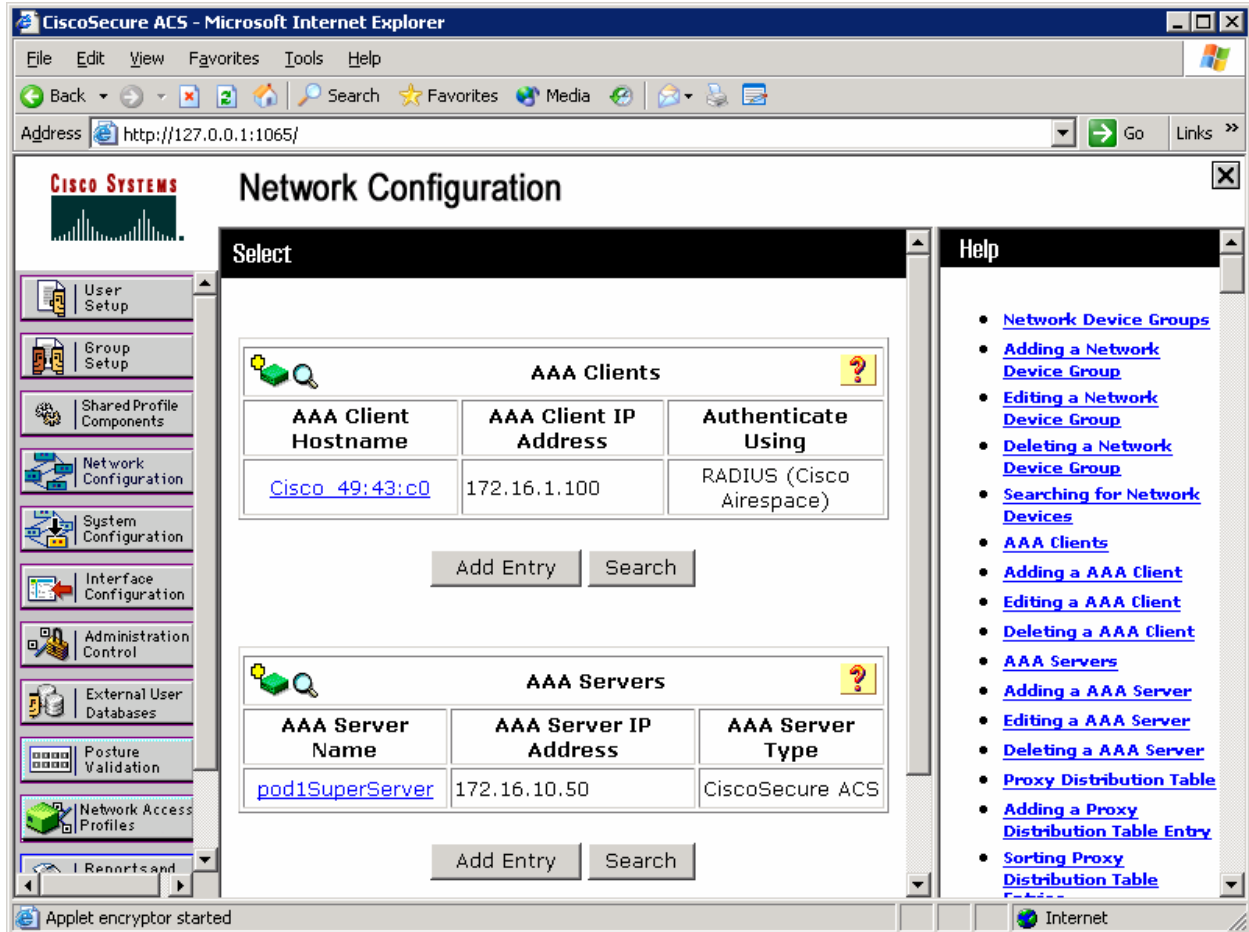 CiscoSecure ACS - Microsoft Internet Explorer
File Edit View Favorites Tools Help
Back Search Favorites Media
Address http://127.0.0.1:1065/ Go Links »
CISCO SYSTEMS
Network Configuration
User
Setup
Group
Setup
Shared Profile
Components
Network
Configuration
System
Configuration
Interface
Configuration
Administration
Control
External User
Databases
Posture
Validation
Network Access
Profiles
Reports and
Select
AAA Clients ?
AAA Client
Hostname
AAA Client IP
Address
Authenticate
Using
Cisco_49:43:c0
172.16.1.100
RADIUS (Cisco
Airespace)
Add Entry Search
AAA Servers ?
AAA Server
Name
AAA Server IP
Address
AAA Server
Type
pod1SuperServer
172.16.10.50
CiscoSecure ACS
Add Entry Search
Help
• Network Device Groups
• Adding a Network
Device Group
• Editing a Network
Device Group
• Deleting a Network
Device Group
• Searching for Network
Devices
• AAA Clients
• Adding a AAA Client
• Editing a AAA Client
• Deleting a AAA Client
• AAA Servers
• Adding a AAA Server
• Editing a AAA Server
• Deleting a AAA Server
• Proxy Distribution Table
• Adding a Proxy
Distribution Table Entry
• Sorting Proxy
Distribution Table
Applet encryptor started
Internet